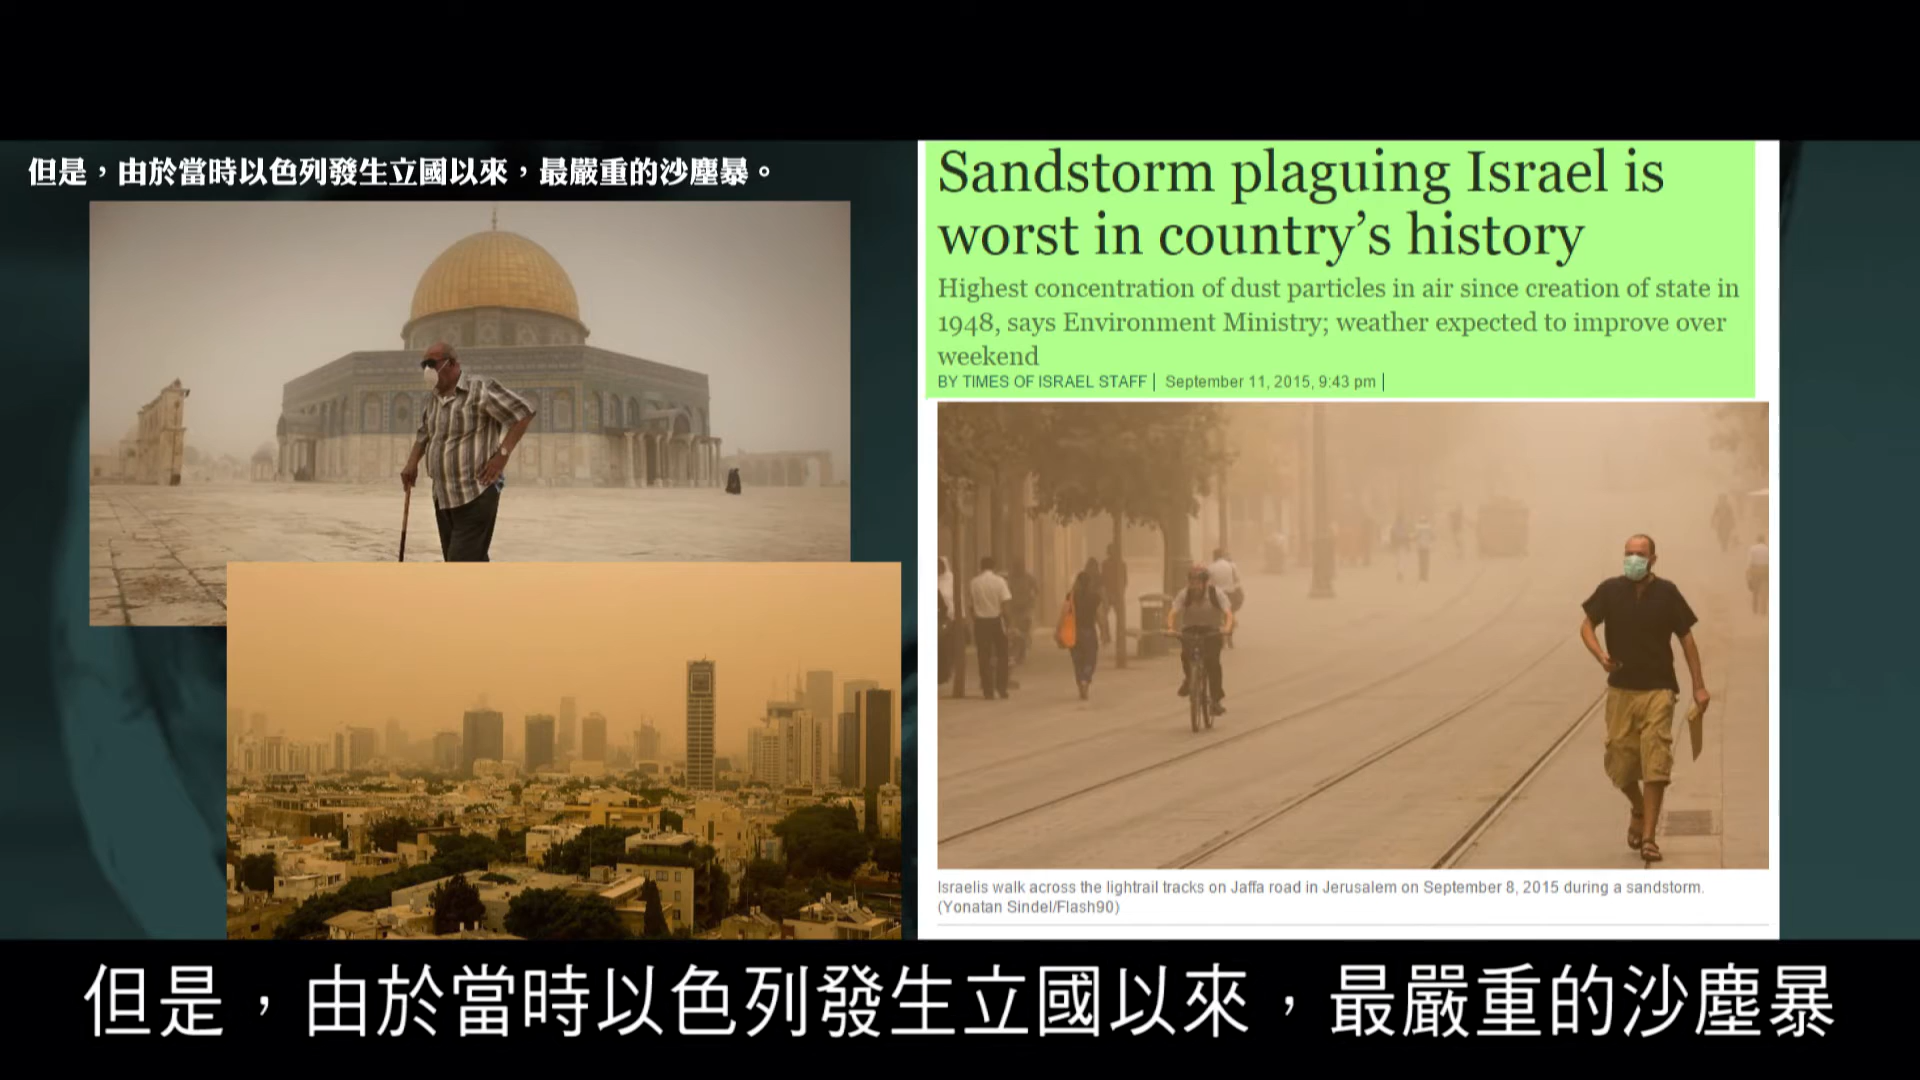 但是，由於當時以色列發生立國以來，最嚴重的沙塵暴。
Sandstorm plaguing Israel is
worst in country’s history
Highest concentration of dust particles in air since creation of state in
1948, says Environment Ministry; weather expected to improve over
weekend
BY TIMES OF ISRAEL STAFF | September 11, 2015, 9:43 pm |
Israelis walk across the lightrail tracks on Jaffa road in Jerusalem on September 8, 2015 during a sandstorm.
(Yonatan Sindel/Flash90)
但是，由於當時以色列發生立國以來，最嚴重的沙塵暴